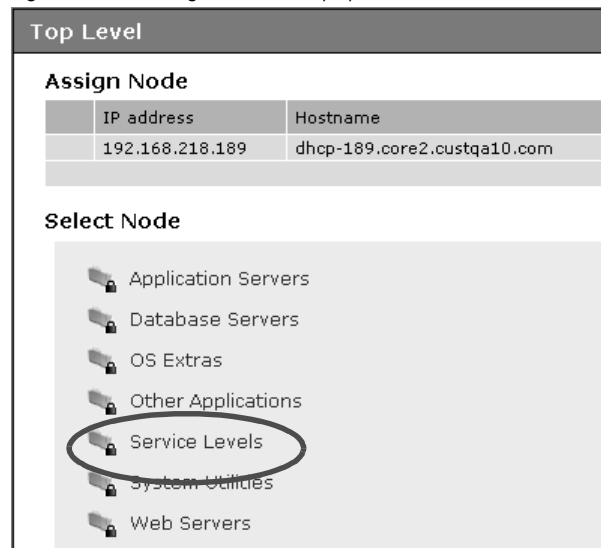 Top Level
Assign Node
IP address Hostname
192.168.218.189 dhcp-189.core2.custqa10.com
Select Node
Application Servers
Database Servers
OS Extras
Other Applications
Service Levels
System Utilities
Web Servers